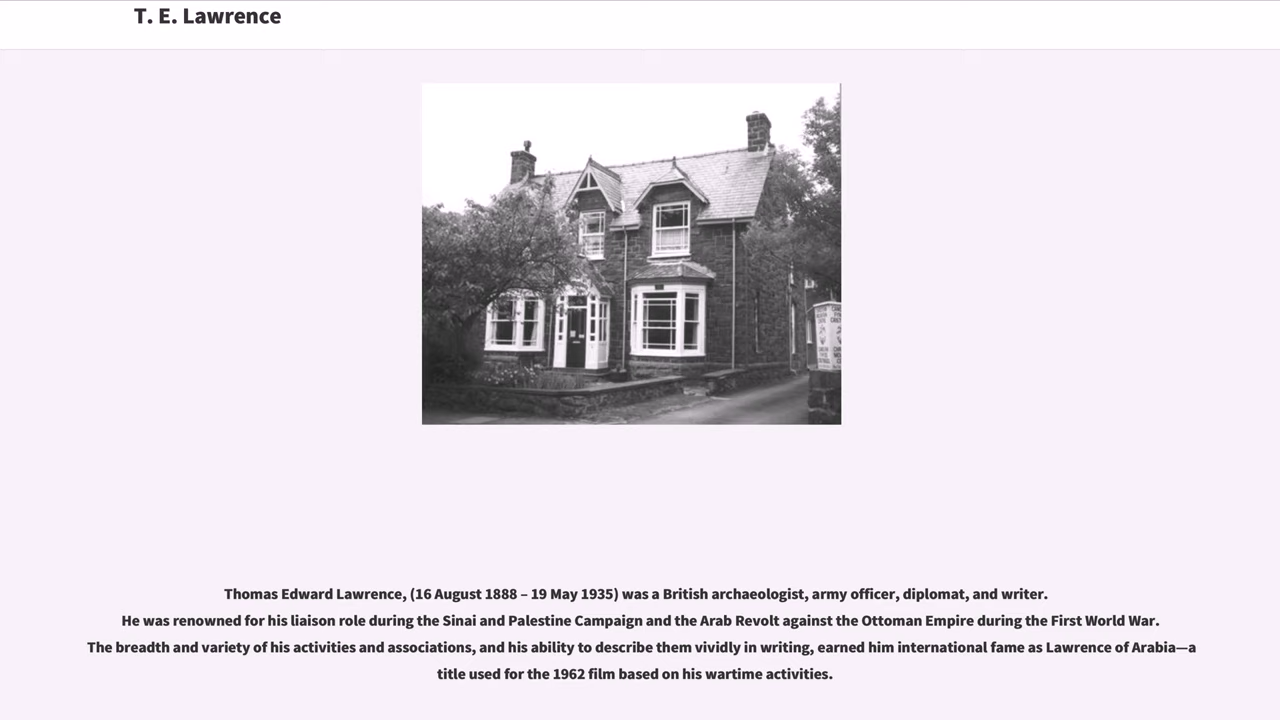 T. E. Lawrence
Thomas Edward Lawrence, (16 August 1888 – 19 May 1935) was a British archaeologist, army officer, diplomat, and writer.
He was renowned for his liaison role during the Sinai and Palestine Campaign and the Arab Revolt against the Ottoman Empire during the First World War.
The breadth and variety of his activities and associations, and his ability to describe them vividly in writing, earned him international fame as Lawrence of Arabia—a
title used for the 1962 film based on his wartime activities.